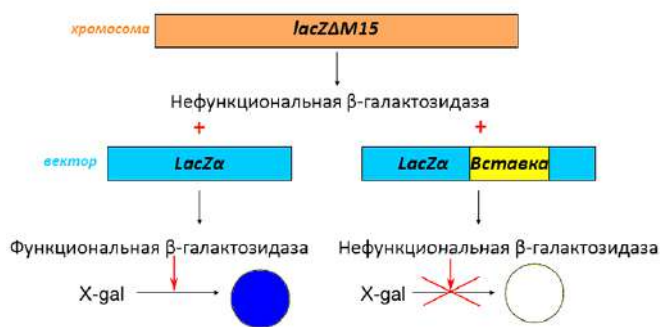 хромосома
lacZΔM15
Нефункциональная β-галактозидаза
+ +
вектор
LacZα
LacZα Вставка
Функциональная β-галактозидаза Нефункциональная β-галактозидаза
X-gal X-gal